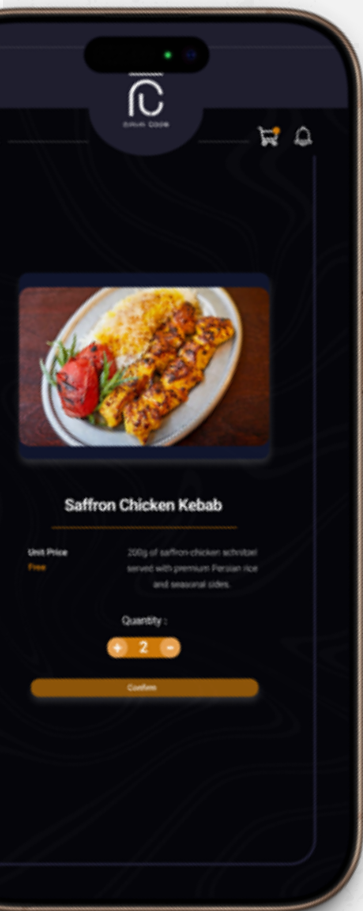 Saffron Chicken Kebab
Unit Price
Free
200g of saffron-chicken schnitzel
served with premium Persian rice
and seasonal sides.
Quantity :
+ 2 -
Confirm